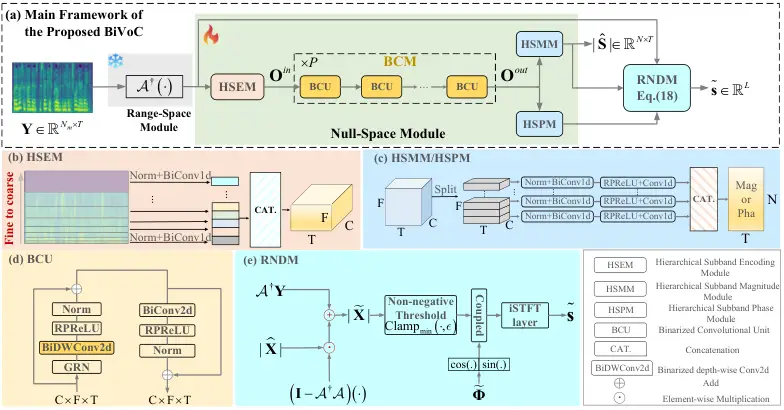 (a) Main Framework of
the Proposed BiVoC
Y ∈ ℝ^{N_m×T}
𝒜†(·)
Range-Space
Module
HSEM
O^{in}
×P
BCM
BCU
BCU
...
BCU
O^{out}
HSMM
HSPM
|Ŝ| ∈ ℝ^{N×T}
RNDM
Eq.(18)
s̃ ∈ ℝ^L
Null-Space Module
(b) HSEM
Fine to coarse
Norm+BiConv1d
Norm+BiConv1d
CAT.
F
C
T
(c) HSMM/HSPM
F
T
C
Split
F
T
C
Norm+BiConv1d
RPReLU+Conv1d
Norm+BiConv1d
RPReLU+Conv1d
Norm+BiConv1d
RPReLU+Conv1d
CAT.
Mag
or
Pha
N
T
(d) BCU
Norm
RPReLU
BiDWConv2d
GRN
C×F×T
BiConv2d
RPReLU
Norm
C×F×T
(e) RNDM
𝒜†Y
|X̂|
(I − 𝒜†𝒜)(·)
|X̃|
Non-negative
Threshold
Clamp_{min}(·,ϵ)
Coupled
cos(.) sin(.)
Φ̃
iSTFT
layer
s̃
HSEM Hierarchical Subband Encoding
Module
HSMM Hierarchical Subband Magnitude
Module
HSPM Hierarchical Subband Phase
Module
BCU Binarized Convolutional Unit
CAT. Concatenation
BiDWConv2d Binarized depth-wise Conv2d
⊕ Add
⊙ Element-wise Multiplication